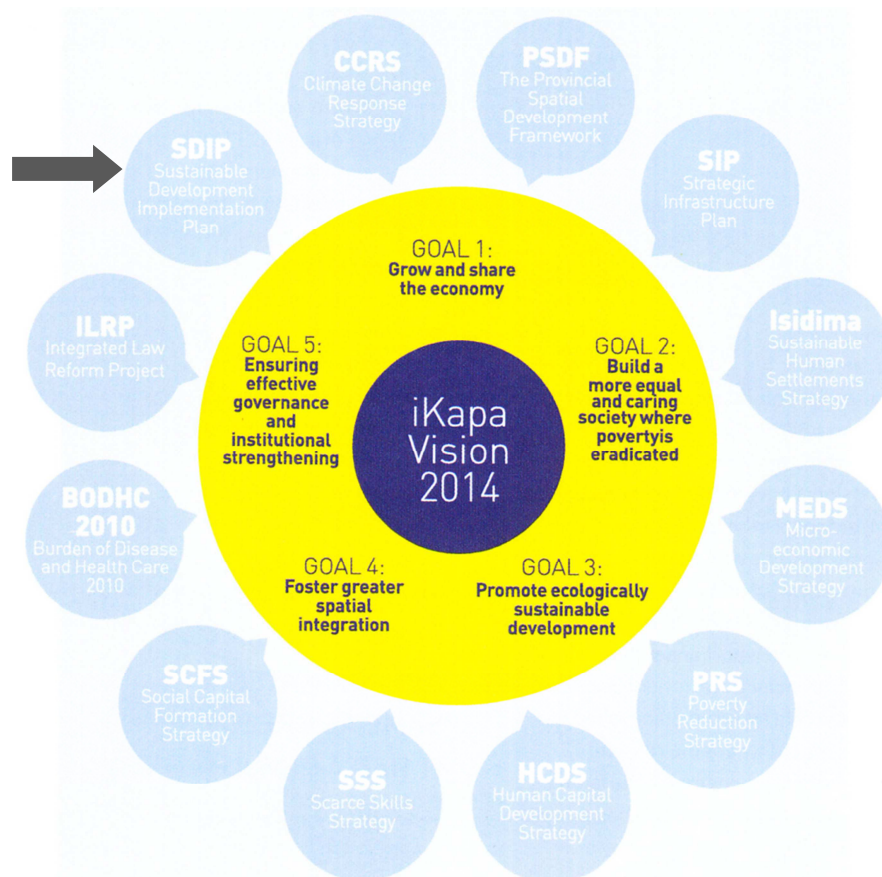 CCRS
Climate Change
Response
Strategy
PSDF
The Provincial
Spatial
Development
Framework
SDIP
Sustainable
Development
Implementation
Plan
SIP
Strategic
Infrastructure
Plan
GOAL 1:
Grow and share
the economy
ILRP
Integrated Law
Reform Project
GOAL 5:
Ensuring
effective
governance
and
institutional
strengthening
iKapa
Vision
2014
GOAL 2:
Build a
more equal
and caring
society where
povertyis
eradicated
Isidima
Sustainable
Human
Settlements
Strategy
BODHC
2010
Burden of Disease
and Health Care
2010
GOAL 4:
Foster greater
spatial
integration
GOAL 3:
Promote ecologically
sustainable
development
MEDS
Micro-
economic
Development
Strategy
SCFS
Social Capital
Formation
Strategy
SSS
Scarce Skills
Strategy
HCDS
Human Capital
Development
Strategy
PRS
Poverty
Reduction
Strategy